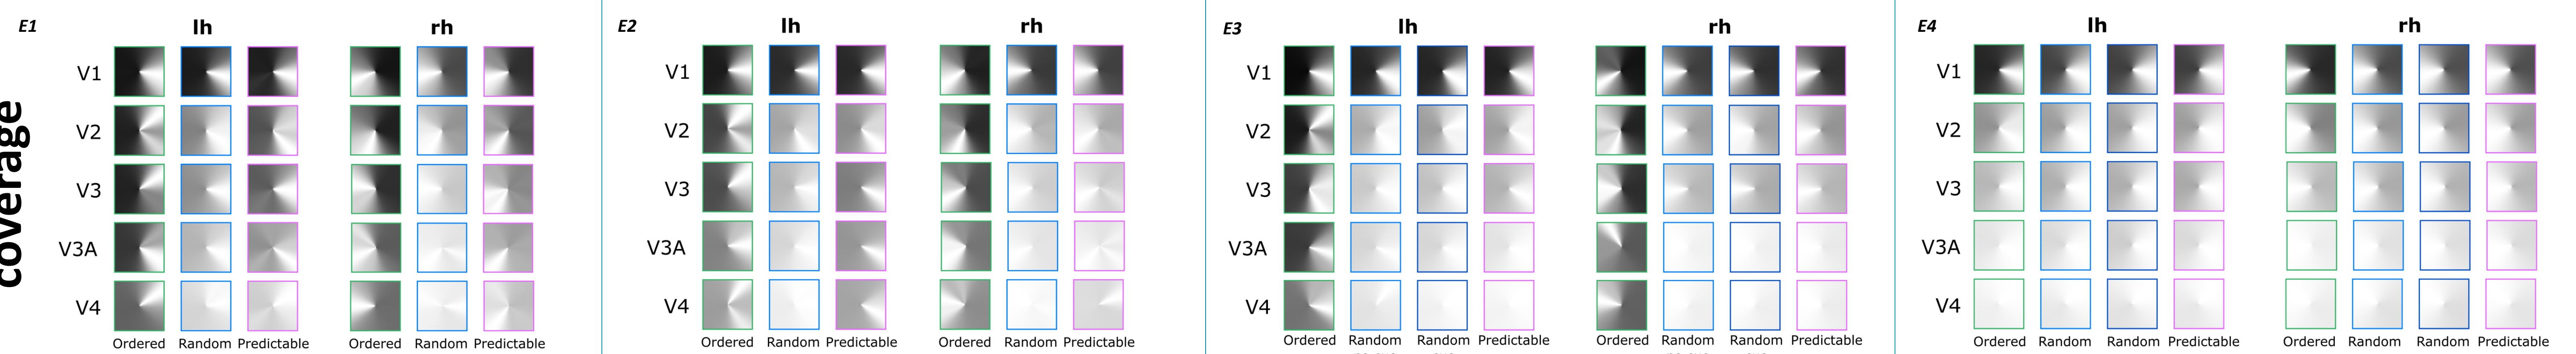 coverage
E1
lh
rh
V1
V2
V3
V3A
V4
Ordered Random Predictable Ordered Random Predictable
E2
lh
rh
V1
V2
V3
V3A
V4
Ordered Random Predictable Ordered Random Predictable
E3
lh
rh
V1
V2
V3
V3A
V4
Ordered Random Random Predictable Ordered Random Random Predictable
E4
lh
rh
V1
V2
V3
V3A
V4
Ordered Random Random Predictable Ordered Random Random Predictable